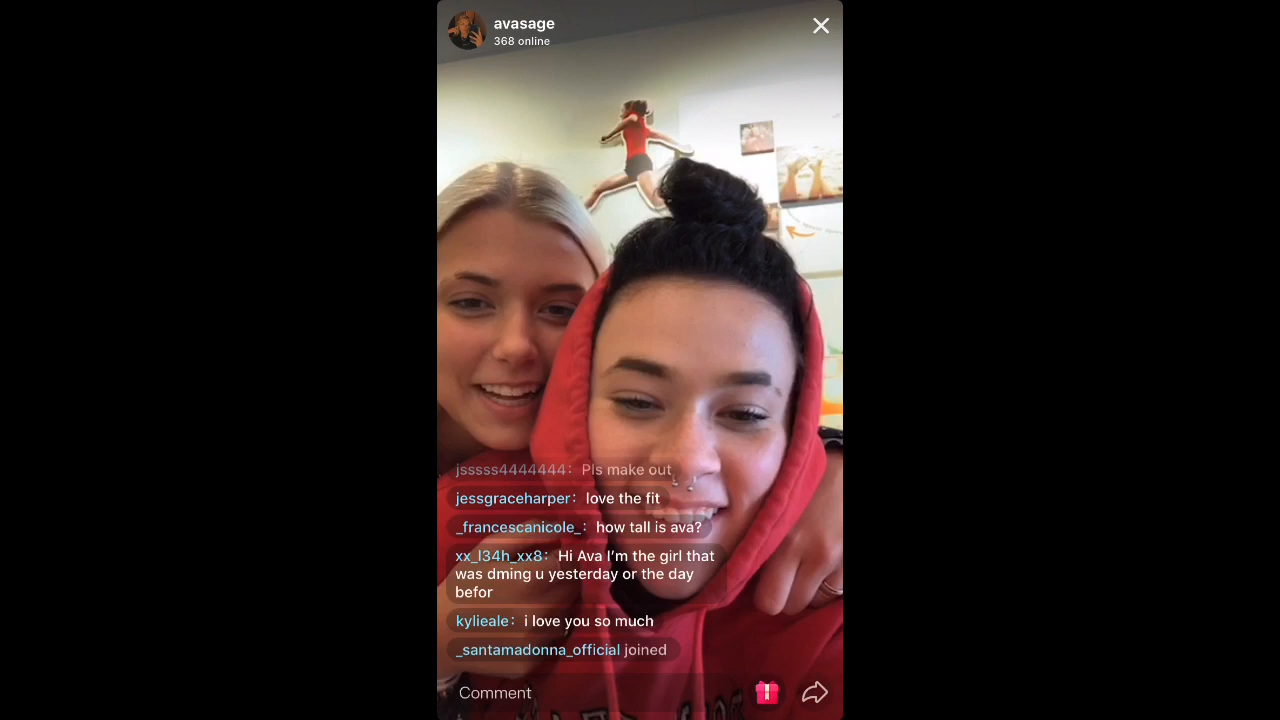 avasage
368 online
jsssss4444444: Pls make out
jessgraceharper: love the fit
_francescanicole_: how tall is ava?
xx_l34h_xx8: Hi Ava I’m the girl that
was dming u yesterday or the day
befor
kylieale: i love you so much
_santamadonna_official joined
Comment